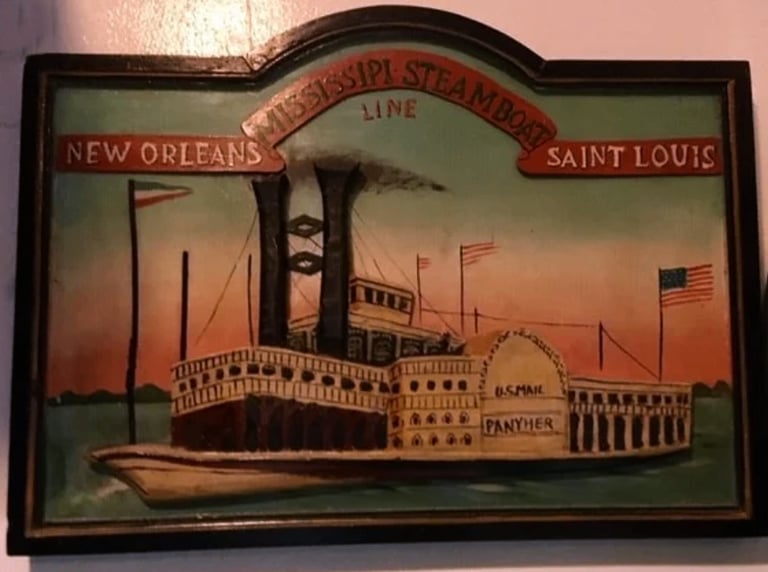 MISSISSIPI·STEAMBOAT
LINE
NEW ORLEANS
SAINT LOUIS
U.S.MAIL
PANYHER